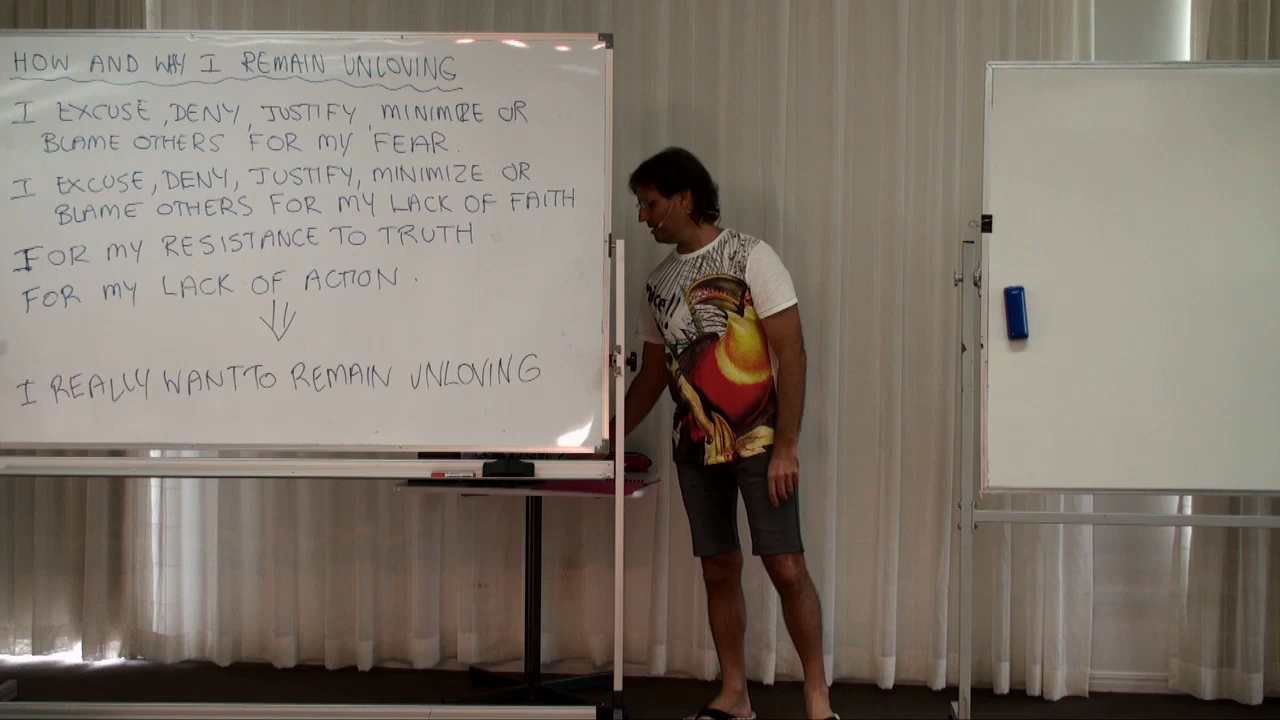 HOW AND WHY I REMAIN UNLOVING
I EXCUSE, DENY, JUSTIFY, MINIMIZE OR
BLAME OTHERS FOR MY FEAR.
I EXCUSE, DENY, JUSTIFY, MINIMIZE OR
BLAME OTHERS FOR MY LACK OF FAITH
FOR MY RESISTANCE TO TRUTH
FOR MY LACK OF ACTION.
I REALLY WANT TO REMAIN UNLOVING